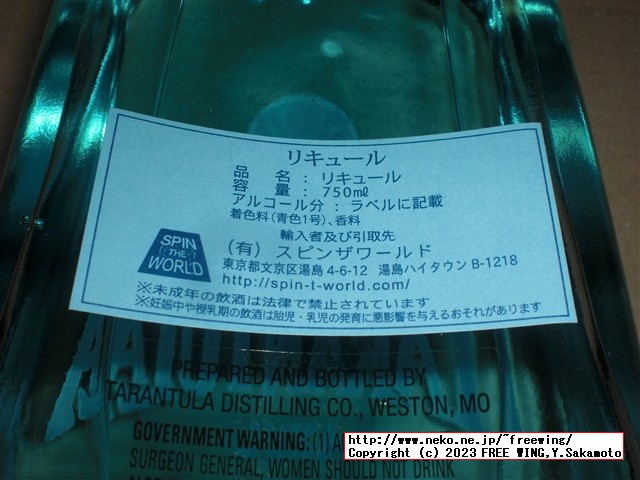 リキュール
品　名 : リキュール
容　量 : 750㎖
アルコール分 : ラベルに記載
着色料(青色1号)、香料
輸入者及び引取先
SPIN THE WORLD
(有) スピンザワールド
東京都文京区湯島4-6-12 湯島ハイタウン B-1218
http://spin-t-world.com/
※未成年の飲酒は法律で禁止されています
※妊娠中や授乳期の飲酒は胎児・乳児の発育に悪影響を与えるおそれがあります
PREPARED AND BOTTLED BY
TARANTULA DISTILLING CO., WESTON, MO
GOVERNMENT WARNING: (1) A
SURGEON GENERAL, WOMEN SHOULD NOT DRINK
http://www.neko.ne.jp/~freewing/
Copyright (c) 2023 FREE WING,Y.Sakamoto